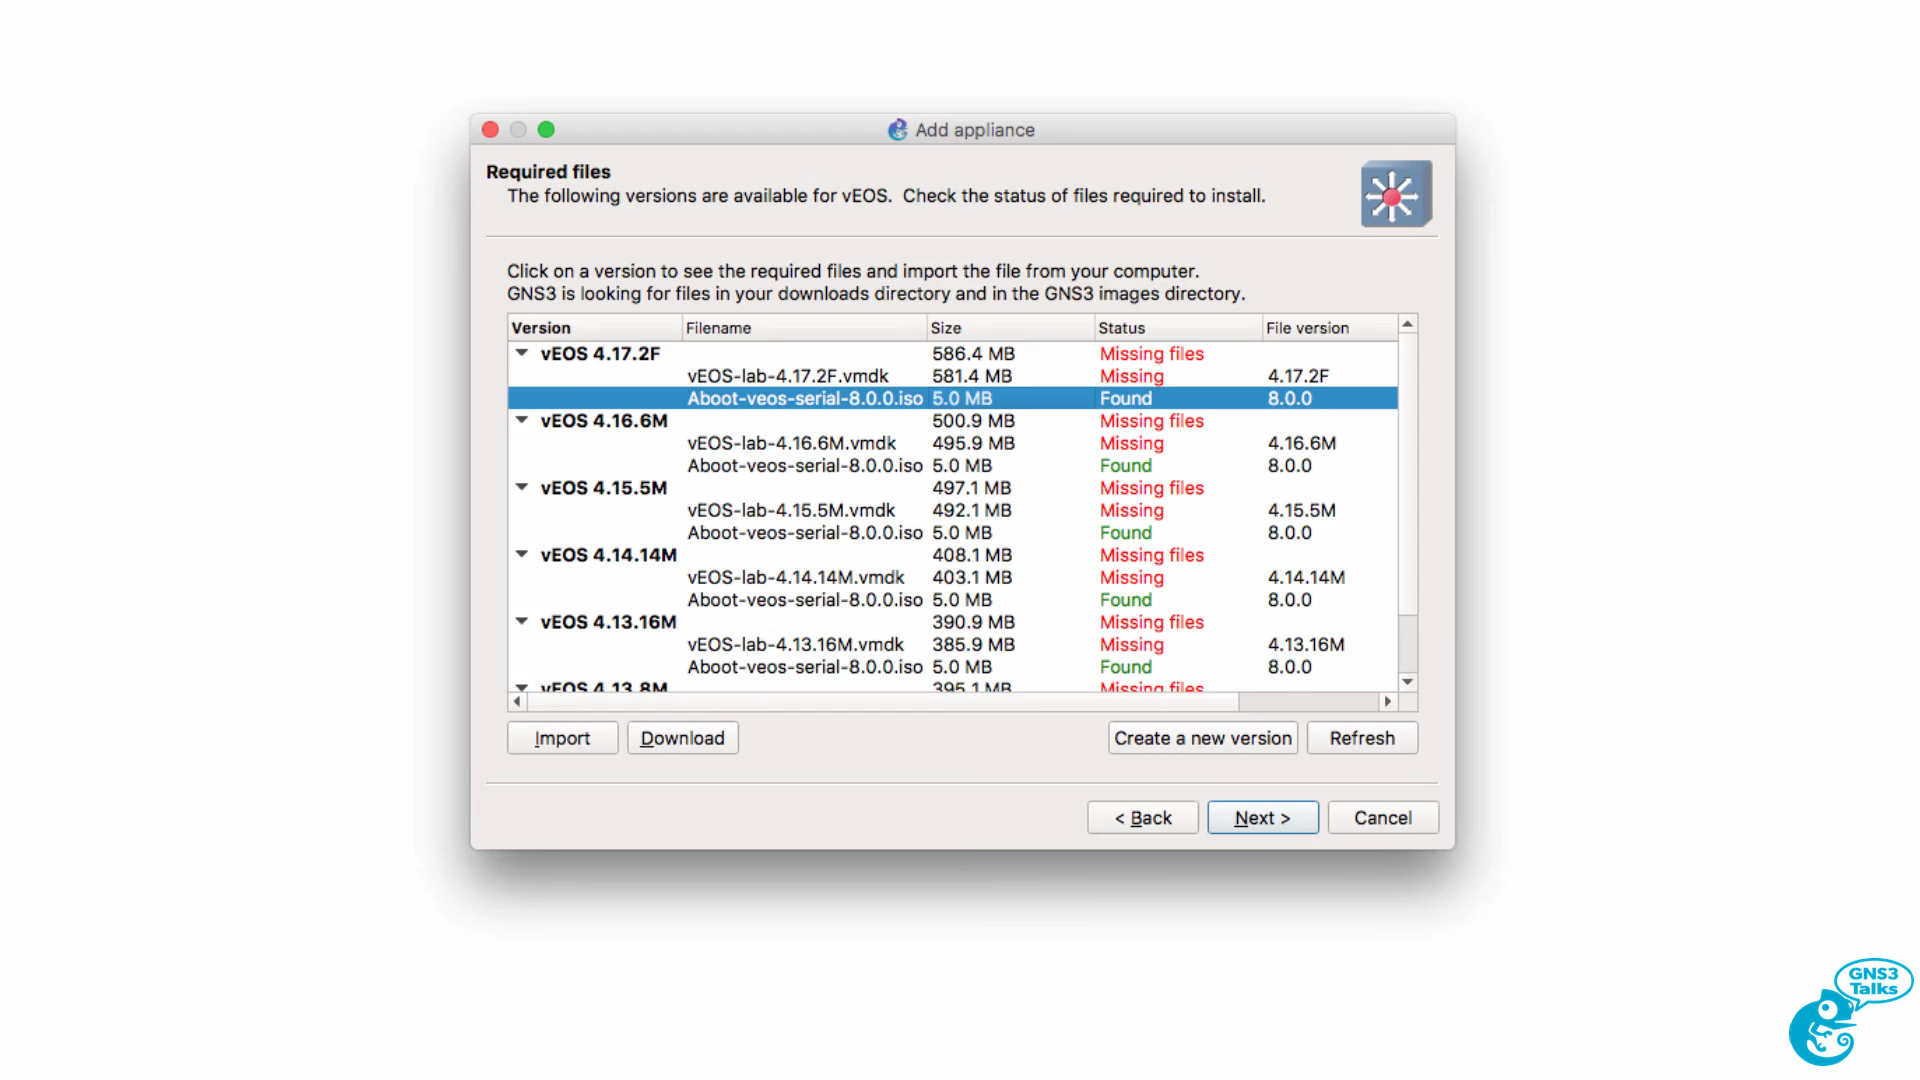 Add appliance
Required files
The following versions are available for vEOS. Check the status of files required to install.
Click on a version to see the required files and import the file from your computer.
GNS3 is looking for files in your downloads directory and in the GNS3 images directory.
Version Filename Size Status File version
vEOS 4.17.2F 586.4 MB Missing files
vEOS-lab-4.17.2F.vmdk 581.4 MB Missing 4.17.2F
Aboot-veos-serial-8.0.0.iso 5.0 MB Found 8.0.0
vEOS 4.16.6M 500.9 MB Missing files
vEOS-lab-4.16.6M.vmdk 495.9 MB Missing 4.16.6M
Aboot-veos-serial-8.0.0.iso 5.0 MB Found 8.0.0
vEOS 4.15.5M 497.1 MB Missing files
vEOS-lab-4.15.5M.vmdk 492.1 MB Missing 4.15.5M
Aboot-veos-serial-8.0.0.iso 5.0 MB Found 8.0.0
vEOS 4.14.14M 408.1 MB Missing files
vEOS-lab-4.14.14M.vmdk 403.1 MB Missing 4.14.14M
Aboot-veos-serial-8.0.0.iso 5.0 MB Found 8.0.0
vEOS 4.13.16M 390.9 MB Missing files
vEOS-lab-4.13.16M.vmdk 385.9 MB Missing 4.13.16M
Aboot-veos-serial-8.0.0.iso 5.0 MB Found 8.0.0
vEOS 4.13.8M 395.1 MB Missing files
Import Download Create a new version Refresh
< Back Next > Cancel
GNS3
Talks